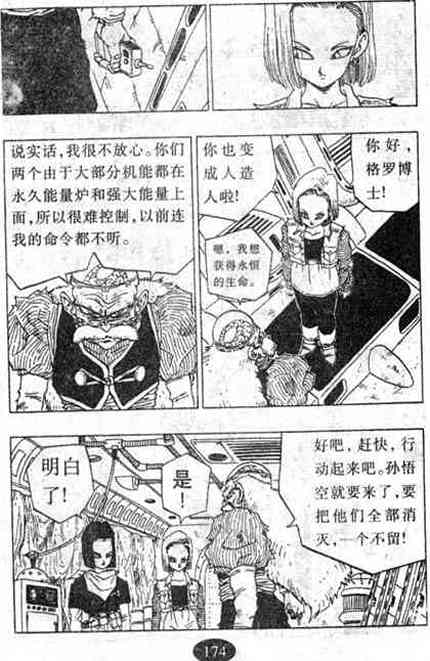 你好，
格罗博
士！
你也变
成人造
人啦！
嗯，我想
获得永恒
的生命。
说实话，我很不放心。你们
两个由于大部分机能都在
永久能量炉和强大能量上
面，所以很难控制，以前连
我的命令都不听。
好吧，赶快，行
动起来吧。孙悟
空就要来了，要
把他们全部消
灭，一个不留！
是！
明白
了！
174